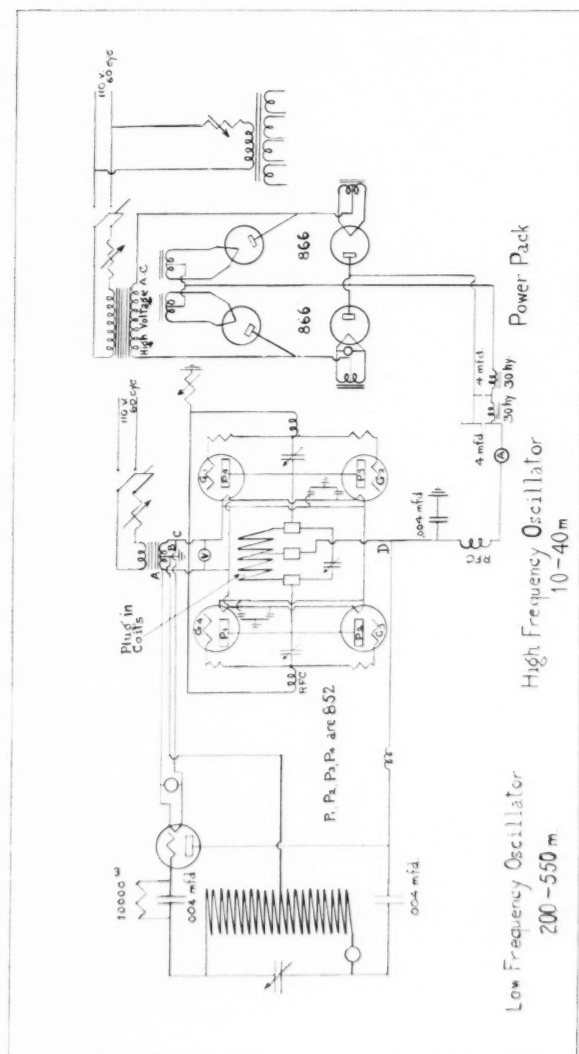 110 v.
60 cyc
High Voltage A.C
866
866
4 mfd
4 mfd.
30 hy
30 hy
A
Power Pack
110 v
60 cyc
A
B
C
V
Plug in
Coils
G4
P1
G1
P4
P2
G3
P3
G2
RFC
D
.004 mfd
RFC
P1, P2, P3, P4 are 852
High Frequency Oscillator
10-40m
10000 ω
.004 mfd
.004 mfd.
Low Frequency Oscillator
200-550 m